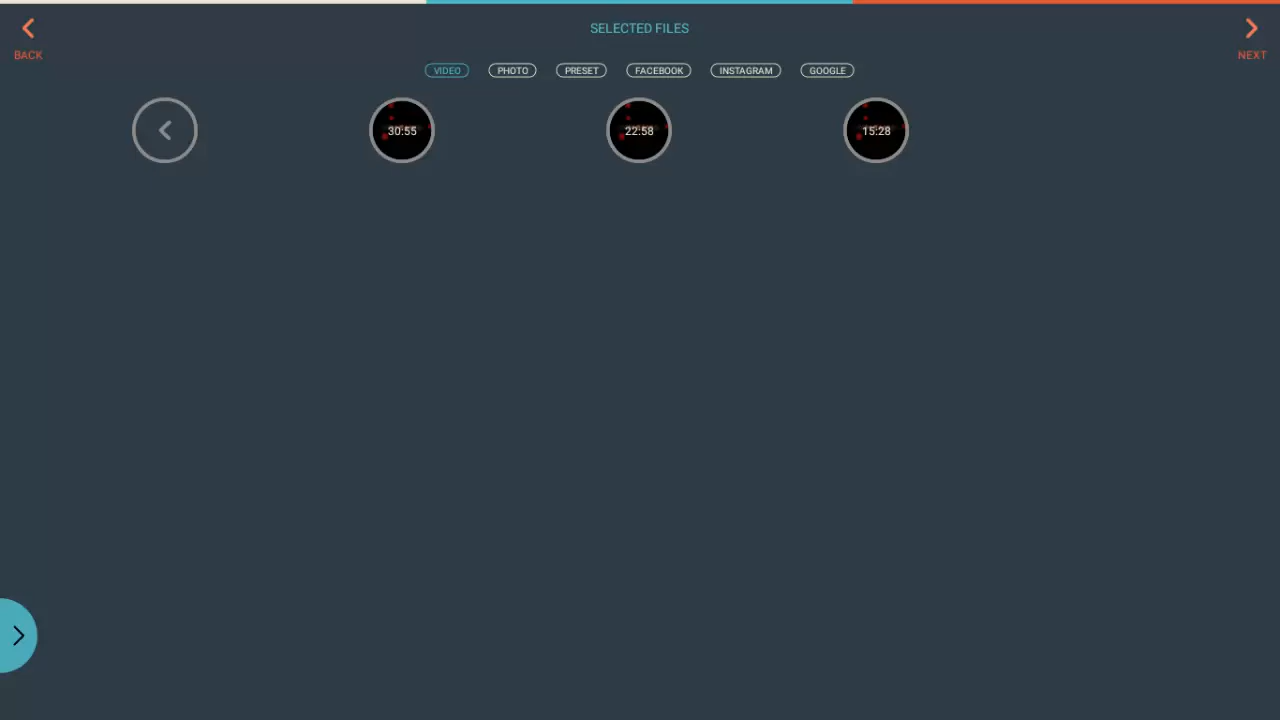 SELECTED FILES
BACK
NEXT
VIDEO PHOTO PRESET FACEBOOK INSTAGRAM GOOGLE
30:55 22:58 15:28